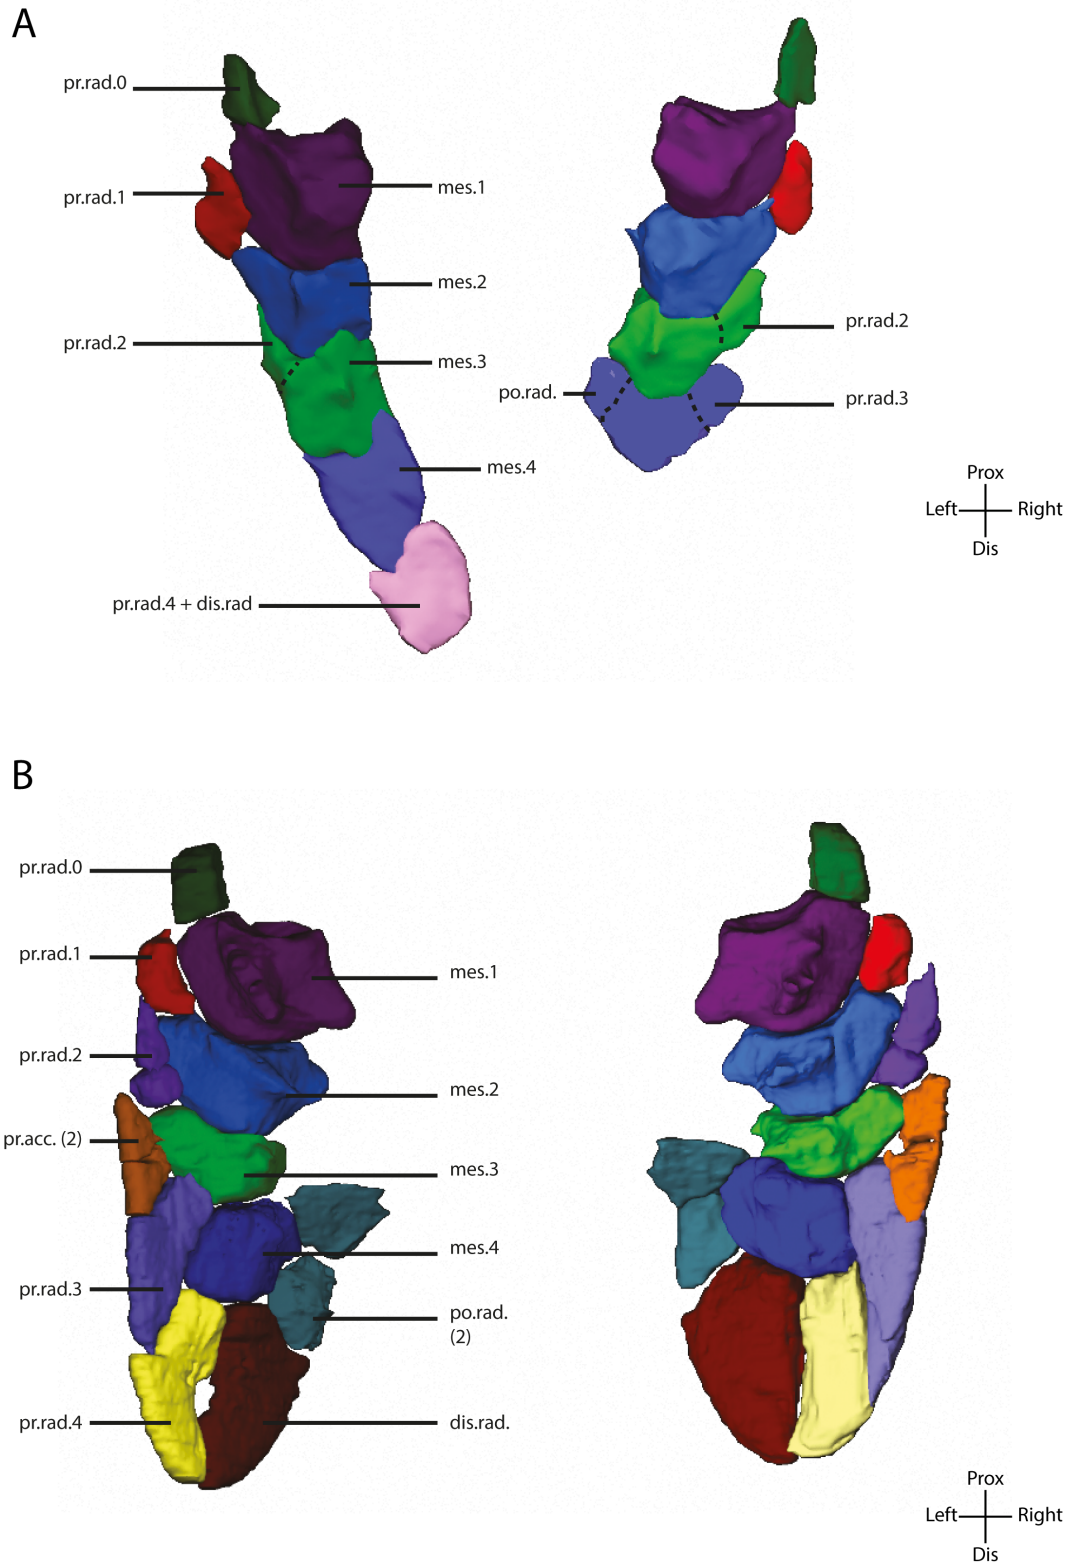 A
pr.rad.0
pr.rad.1
mes.1
mes.2
pr.rad.2
mes.3
mes.4
pr.rad.4 + dis.rad
pr.rad.2
po.rad.
pr.rad.3
Prox
Left Right
Dis
B
pr.rad.0
pr.rad.1
mes.1
pr.rad.2
mes.2
pr.acc. (2)
mes.3
mes.4
pr.rad.3
po.rad.
(2)
pr.rad.4
dis.rad.
Prox
Left Right
Dis